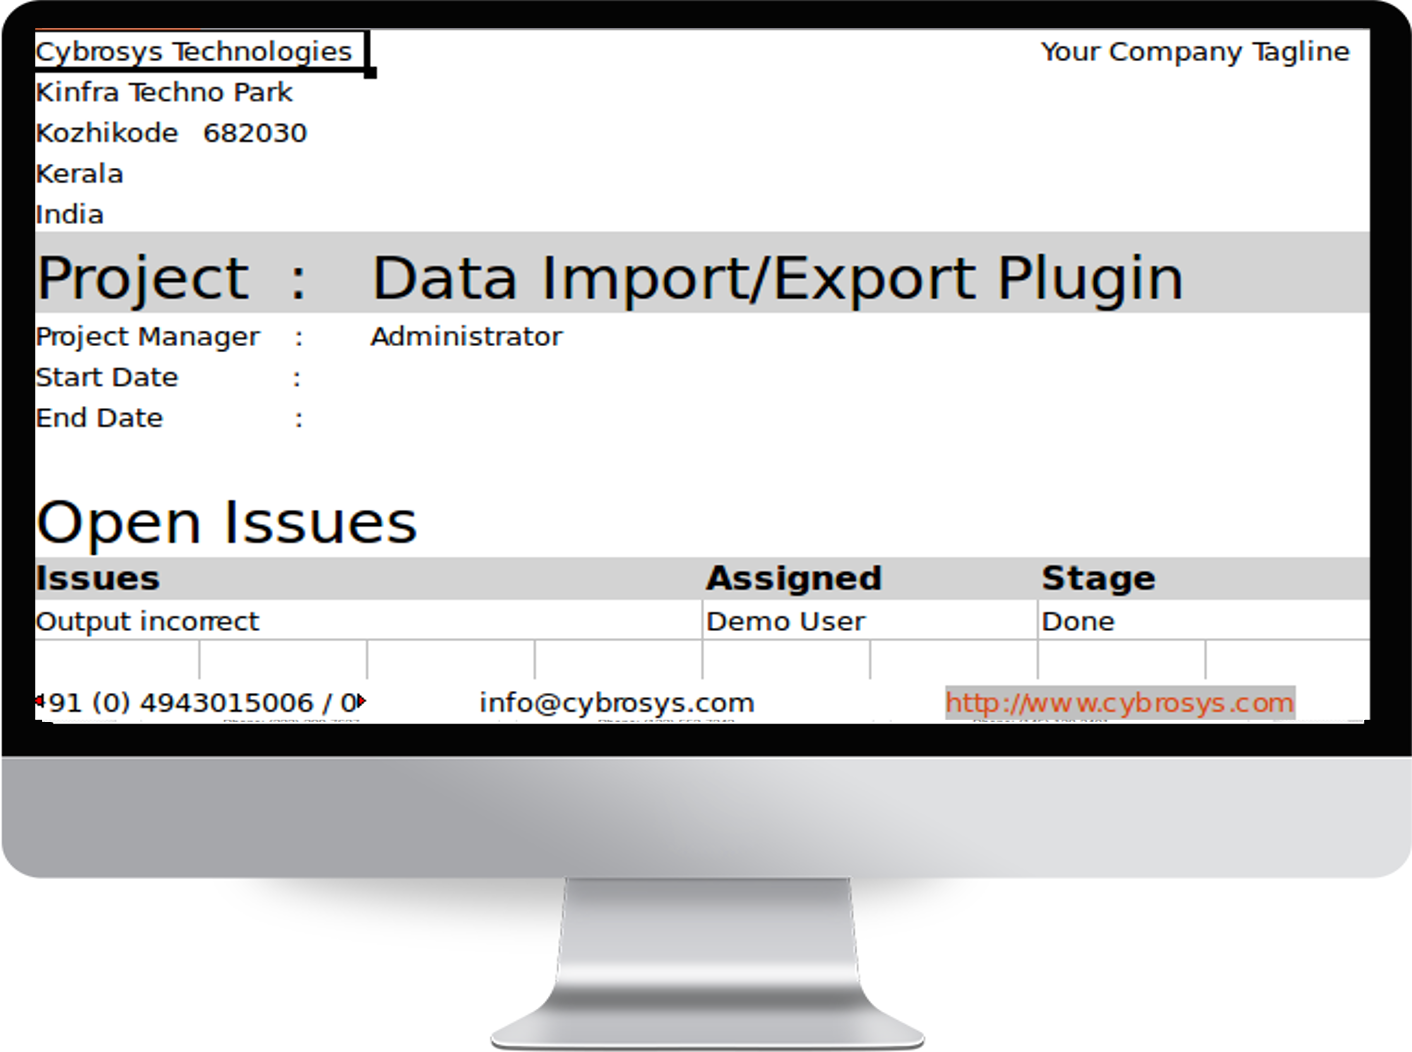 Cybrosys Technologies Your Company Tagline
Kinfra Techno Park
Kozhikode 682030
Kerala
India
Project : Data Import/Export Plugin
Project Manager : Administrator
Start Date :
End Date :
Open Issues
Issues Assigned Stage
Output incorrect Demo User Done
91 (0) 4943015006 / 0 info@cybrosys.com http://www.cybrosys.com